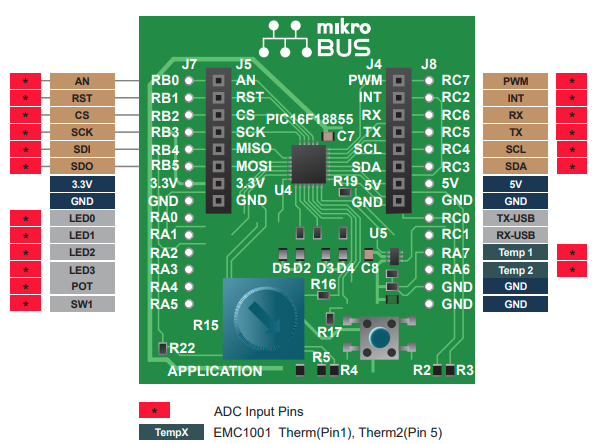 mikro
BUS
J7 J5 J4 J8
* AN RB0 AN PWM RC7 PWM *
* RST RB1 RST INT RC2 INT *
PIC16F18855
* CS RB2 CS RX RC6 RX *
C7
* SCK RB3 SCK TX RC5 TX *
* SDI RB4 MISO SCL RC4 SCL *
* SDO RB5 MOSI SDA RC3 SDA *
3.3V 3.3V 3.3V U4 R19 5V 5V 5V
GND GND GND GND GND GND
* LED0 RA0 RC0 TX-USB
* LED1 RA1 U5 RC1 RX-USB
* LED2 RA2 RA7 Temp 1 *
* LED3 RA3 D5 D2 D3 D4 C8 RA6 Temp 2 *
* POT RA4 R16 GND GND
* SW1 RA5 GND GND
R15 R17
R22
R5 R4 R2 R3
APPLICATION
* ADC Input Pins
TempX EMC1001 Therm(Pin1), Therm2(Pin 5)